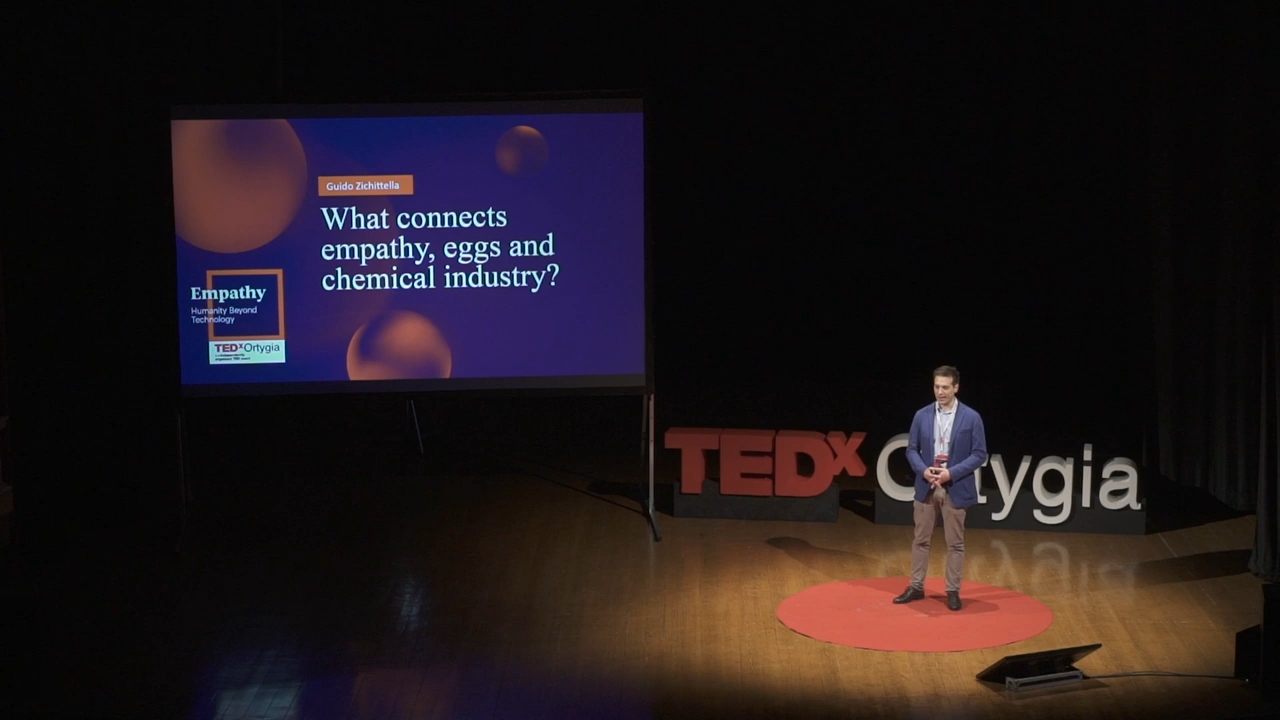 Guido Zichittella
What connects
empathy, eggs and
chemical industry?
Empathy
Humanity Beyond
Technology
TEDxOrtygia
TEDx Ortygia